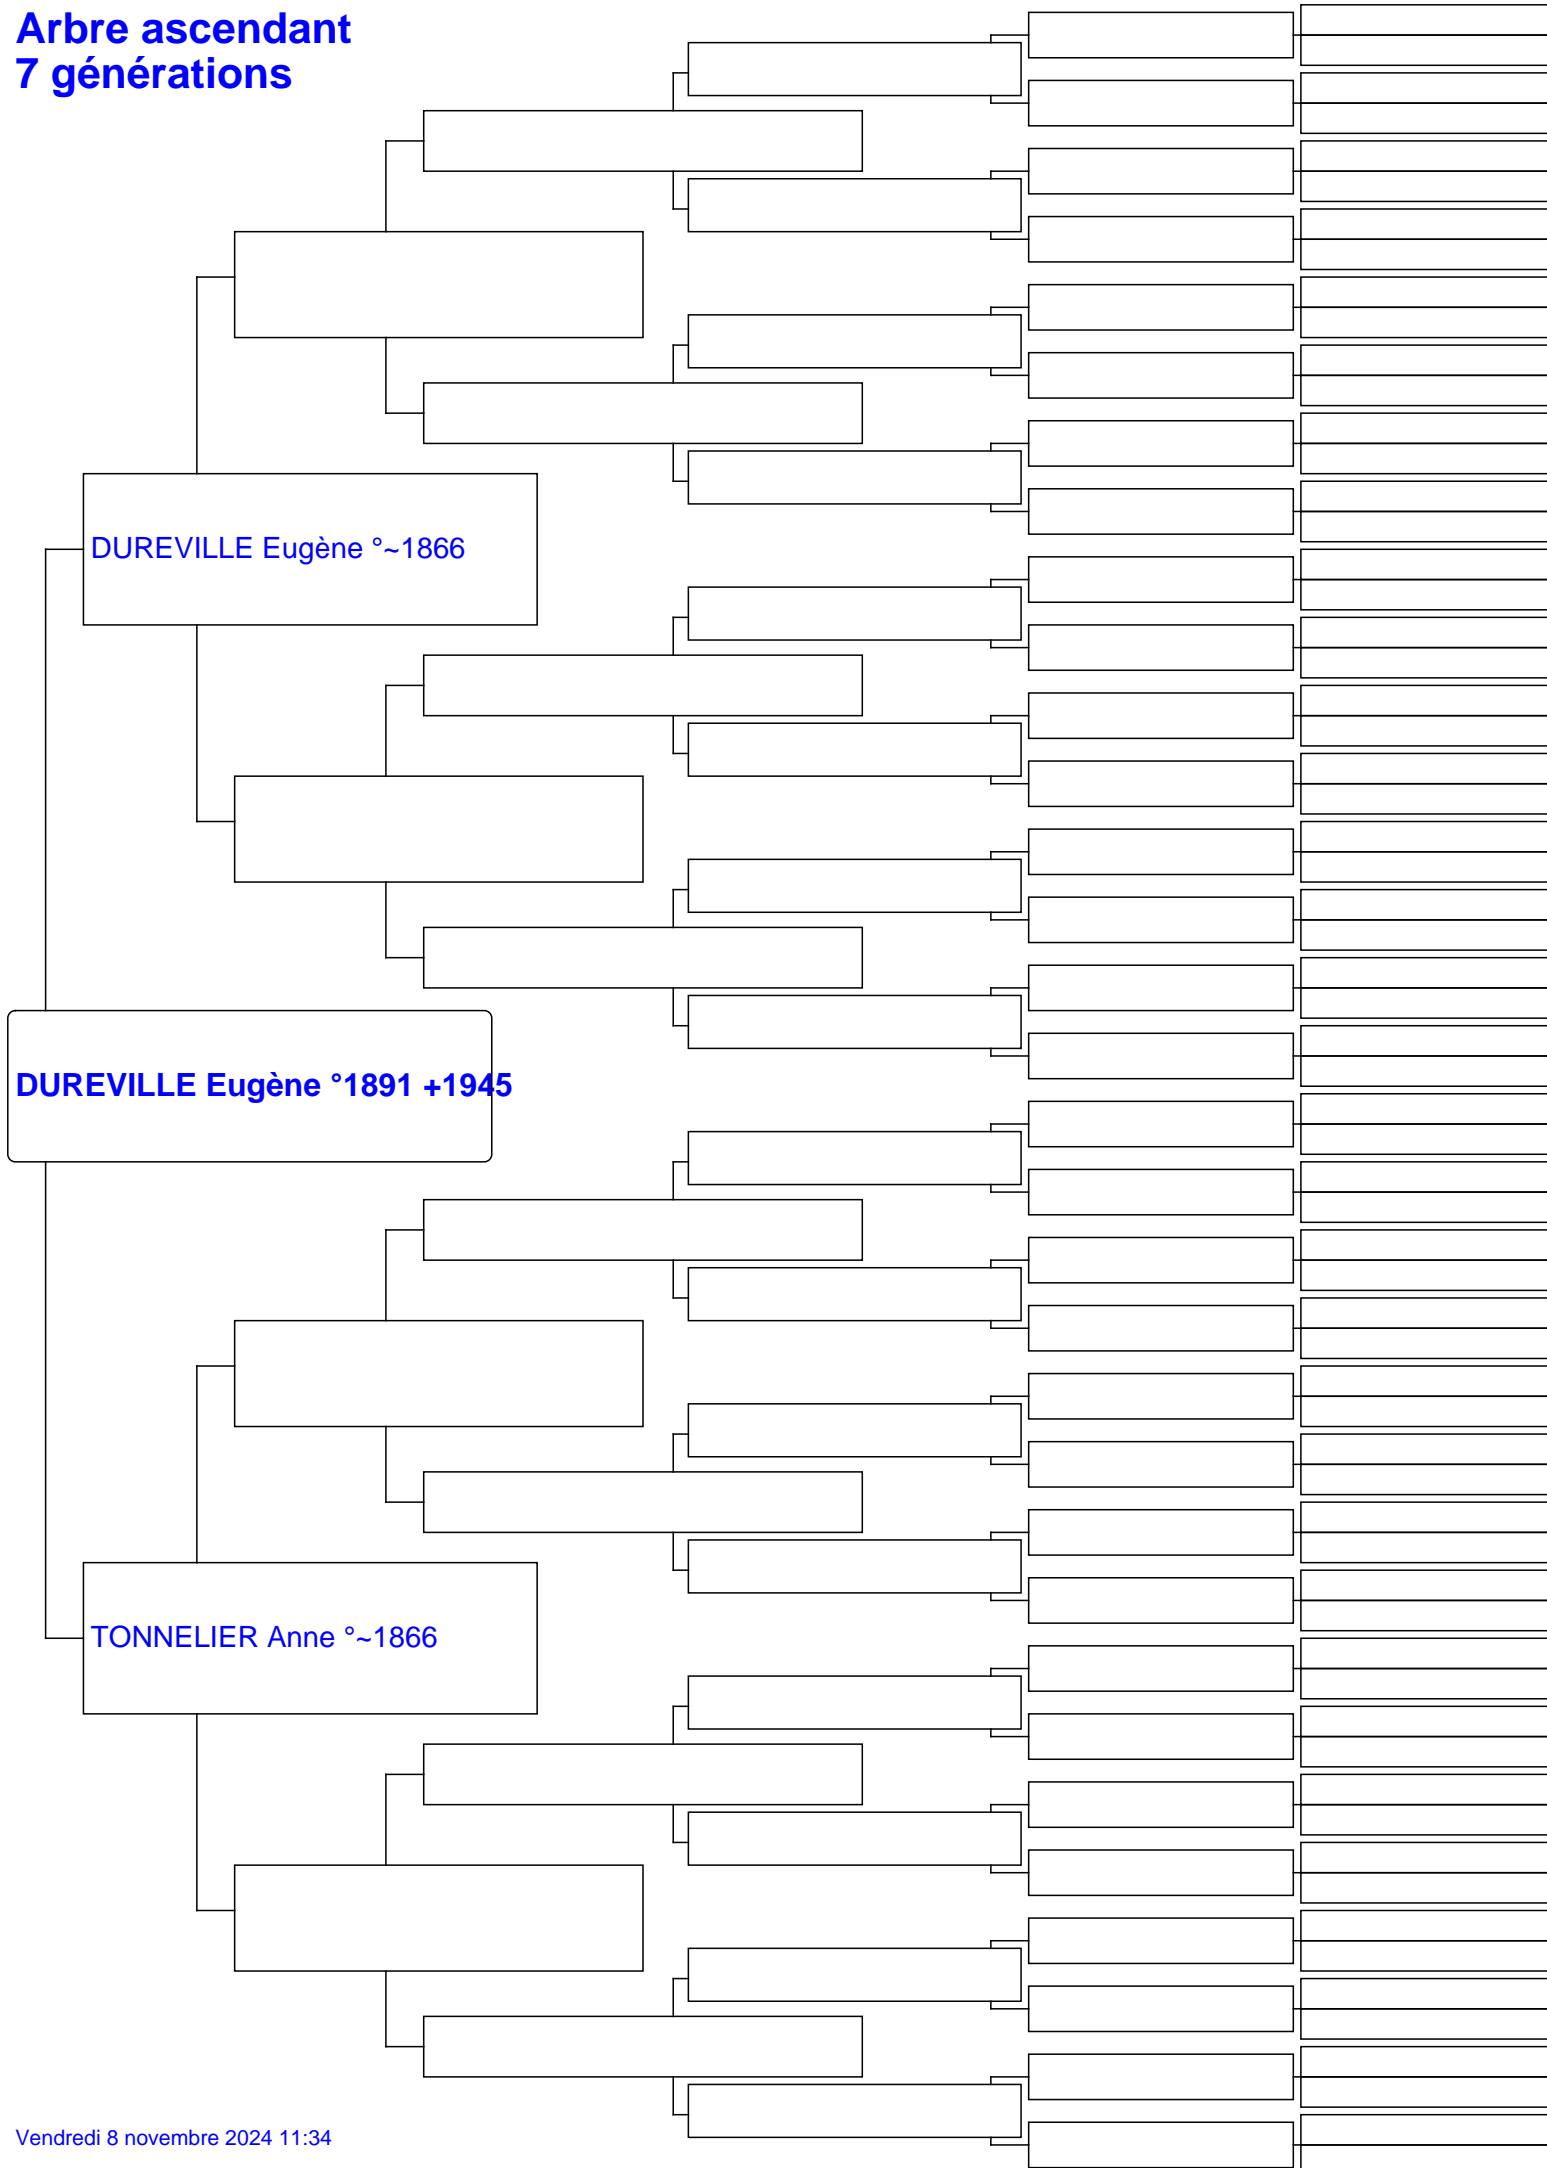 Arbre ascendant
7 générations
DUREVILLE Eugène °~1866
DUREVILLE Eugène °1891 +1945
TONNELIER Anne °~1866
Vendredi 8 novembre 2024 11:34